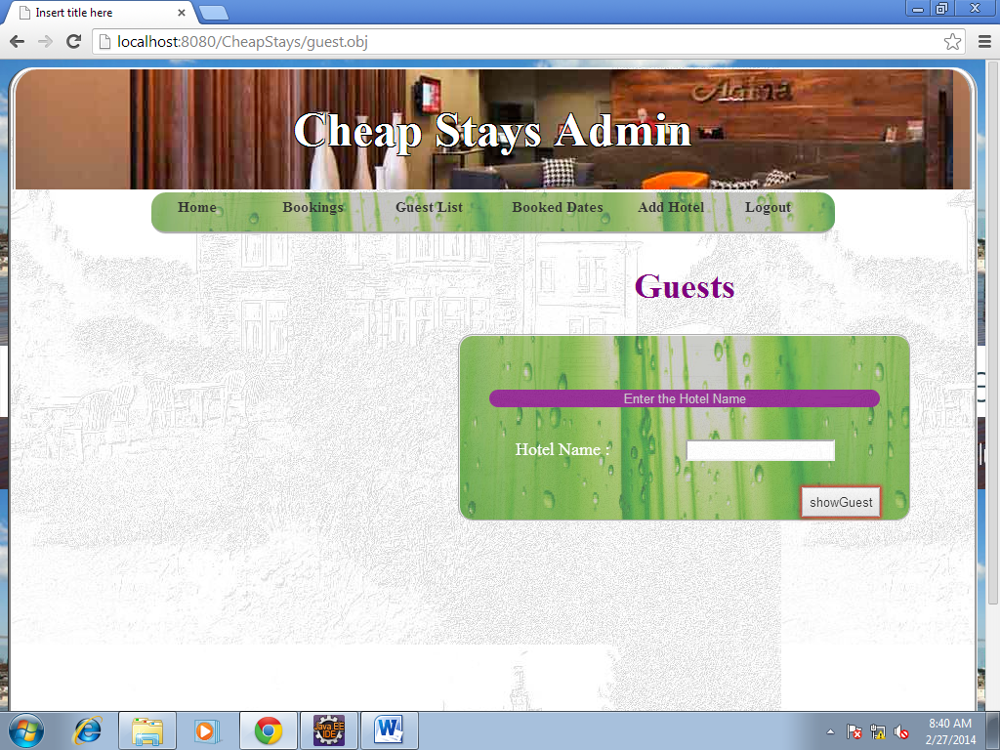 Insert title here
localhost:8080/CheapStays/guest.obj
Adina
Cheap Stays Admin
Home Bookings Guest List Booked Dates Add Hotel Logout
Guests
Enter the Hotel Name
Hotel Name :
showGuest
Java EE
IDE
W
8:40 AM
2/27/2014